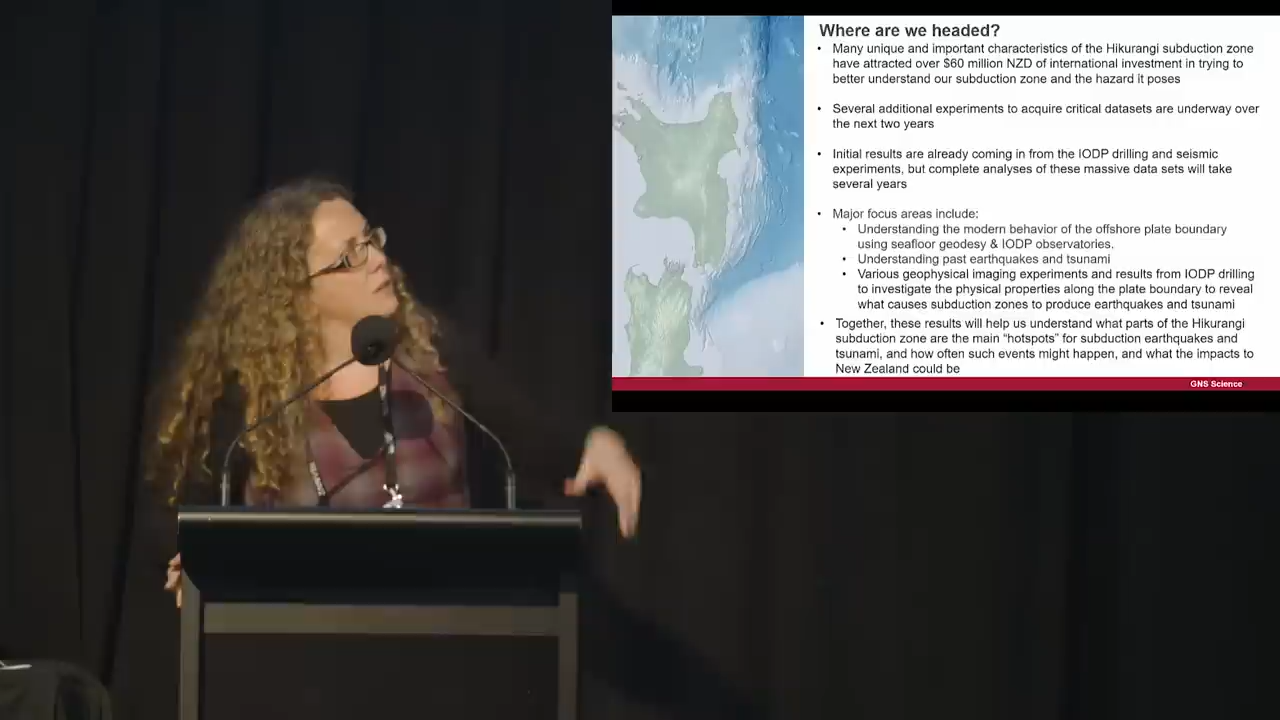 Where are we headed?
• Many unique and important characteristics of the Hikurangi subduction zone
have attracted over $60 million NZD of international investment in trying to
better understand our subduction zone and the hazard it poses
• Several additional experiments to acquire critical datasets are underway over
the next two years
• Initial results are already coming in from the IODP drilling and seismic
experiments, but complete analyses of these massive data sets will take
several years
• Major focus areas include:
• Understanding the modern behavior of the offshore plate boundary
using seafloor geodesy & IODP observatories.
• Understanding past earthquakes and tsunami
• Various geophysical imaging experiments and results from IODP drilling
to investigate the physical properties along the plate boundary to reveal
what causes subduction zones to produce earthquakes and tsunami
• Together, these results will help us understand what parts of the Hikurangi
subduction zone are the main “hotspots” for subduction earthquakes and
tsunami, and how often such events might happen, and what the impacts to
New Zealand could be
GNS Science